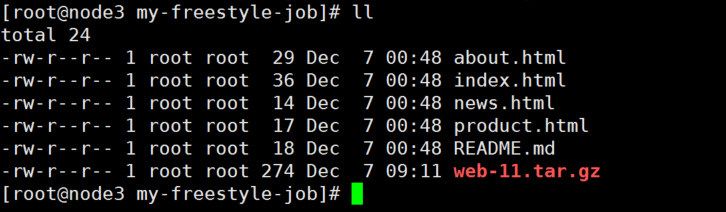 [root@node3 my-freestyle-job]# ll
total 24
-rw-r--r-- 1 root root  29 Dec  7 00:48 about.html
-rw-r--r-- 1 root root  36 Dec  7 00:48 index.html
-rw-r--r-- 1 root root  14 Dec  7 00:48 news.html
-rw-r--r-- 1 root root  17 Dec  7 00:48 product.html
-rw-r--r-- 1 root root  18 Dec  7 00:48 README.md
-rw-r--r-- 1 root root 274 Dec  7 09:11 web-11.tar.gz
[root@node3 my-freestyle-job]#